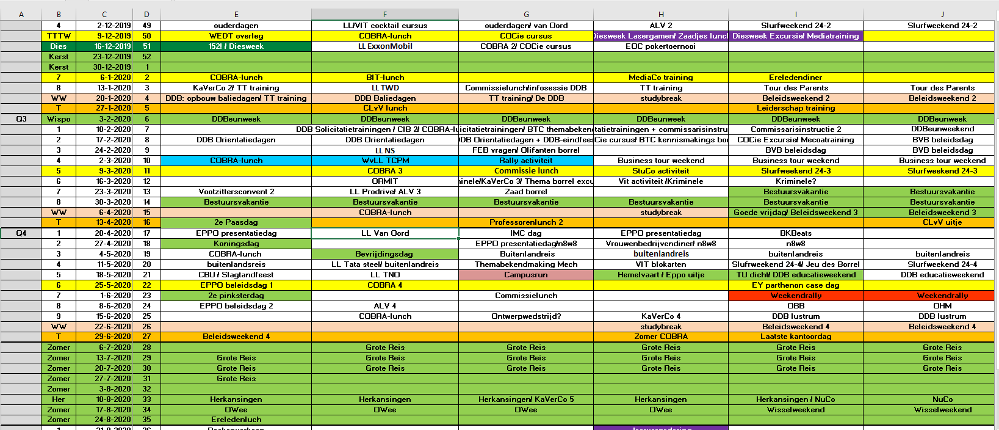 A B C D E F G H I J
4 2-12-2019 49 ouderdagen LL/VIT cocktail cursus ouderdagen/ van Oord ALV 2 Slurfweekend 24-2 Slurfweekend 24-2
TTTW 9-12-2019 50 WEDT overleg COBRA-lunch COCie cursus Diesweek Lasergamen/ Zaadjes luncl Diesweek Excursie/ Mediatraining
Dies 16-12-2019 51 152! / Diesweek LL ExxonMobil COBRA 2/ COCie cursus EOC pokertoernooi
Kerst 23-12-2019 52
Kerst 30-12-2019 1
7 6-1-2020 2 COBRA-lunch BIT-lunch MediaCo training Ereledendiner
8 13-1-2020 3 KaVerCo 2/ TT training LL TWD Commissielunch/infosessie DDB TT training Tour des Parents Tour des Parents
WW 20-1-2020 4 DDB: opbouw baliedagen/ TT training DDB Baliedagen TT training/ De DDB studybreak Beleidsweekend 2 Beleidsweekend 2
T 27-1-2020 5 CLvV lunch Leiderschap training
Q3 Wispo 3-2-2020 6 DDBeunweek DDBeunweek DDBeunweek DDBeunweek DDBeunweek DDBeunweek
1 10-2-2020 7 DDB Solicitatietrainingen / CIB 2/ COBRA-lu icitatietrainingen/ BTC themabeken tatietrainingen + commissarisinstru Commissarisinstructie 2 DDBeunweekend
2 17-2-2020 8 DDB Orientatiedagen DDB Orientatiedagen DDB Orientatiedagen + DDB-eindfees Cie cursus/ BTC kennismakings bor COCie Excursie/ Mecoatraining BVB beleidsdag
3 24-2-2020 9 LL NS FEB vragen/ Olifanten borrel BVB beleidsdag BVB beleidsdag
4 2-3-2020 10 COBRA-lunch WvLL TCPM Rally activiteit Business tour weekend Business tour weekend Business tour weekend
5 9-3-2020 11 COBRA 3 Commissie lunch StuCo activiteit Slurfweekend 24-3 Slurfweekend 24-3
6 16-3-2020 12 ORMIT ninele/KaVerCo 3/ Thema borrel excu Vit activiteit /Kriminele Kriminele?
7 23-3-2020 13 Vootzittersconvent 2 LL Prodrive/ ALV 3 Zaad borrel Bestuursvakantie Bestuursvakantie
8 30-3-2020 14 Bestuursvakantie Bestuursvakantie Bestuursvakantie Bestuursvakantie Bestuursvakantie Bestuursvakantie
WW 6-4-2020 15 COBRA-lunch studybreak Goede vrijdag/ Beleidsweekend 3 Beleidsweekend 3
T 13-4-2020 16 2e Paasdag Professorenlunch 2 CLvV uitje
Q4 1 20-4-2020 17 EPPO presentatiedag LL Van Oord IMC dag EPPO presentatiedag BKBeats
2 27-4-2020 18 Koningsdag EPPO presentatiedag/n8w8 Vrouwenbedrijvendiner/ n8w8 n8w8
3 4-5-2020 19 COBRA-lunch Bevrijdingsdag Buitenlandreis buitenlandreis buitenlandreis buitenlandreis
4 11-5-2020 20 buitenlandsreis LL Tata steel/ buitenlandreis Themabekendmaking Mech VIT blokarten Slufrweekend 24-4/ Jeu des Borrel Slurfweekend 24-4
5 18-5-2020 21 CBU / Slagtandfeest LL TNO Campusrun Hemelvaart / Eppo uitje TU dicht/ DDB educatieweekend DDB educatieweekend
6 25-5-2020 22 EPPO beleidsdag 1 COBRA 4 EY parthenon case dag
7 1-6-2020 23 2e pinksterdag Commissielunch Weekendrally Weekendrally
8 8-6-2020 24 EPPO beleidsdag 2 ALV 4 OBB OHM
9 15-6-2020 25 COBRA-lunch Ontwerpwedstrijd? KaVerCo 4 DDB lustrum DDB lustrum
WW 22-6-2020 26 studybreak Beleidsweekend 4 Beleidsweekend 4
T 29-6-2020 27 Beleidsweekend 4 Zomer COBRA Laatste kantoordag
Zomer 6-7-2020 28 Grote Reis Grote Reis Grote Reis Grote Reis Grote Reis
Zomer 13-7-2020 29 Grote Reis Grote Reis Grote Reis Grote Reis Grote Reis Grote Reis
Zomer 20-7-2020 30 Grote Reis Grote Reis Grote Reis Grote Reis Grote Reis Grote Reis
Zomer 27-7-2020 31 Grote Reis
Zomer 3-8-2020 32
Her 10-8-2020 33 Herkansingen Herkansingen Herkansingen/ KaVerCo 5 Herkansingen Herkansingen / NuCo NuCo
Zomer 17-8-2020 34 OWee OWee OWee OWee Wisselweekend Wisselweekend
Zomer 24-8-2020 35 Ereledenluch